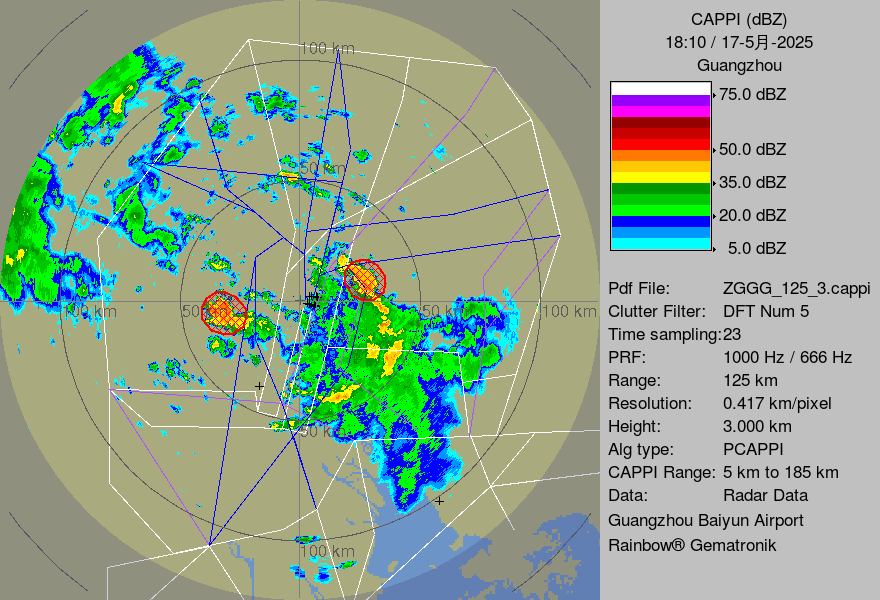 100 km
50 km
100 km
50
50 km
100 km
50 km
100 km
CAPPI (dBZ)
18:10 / 17-5月-2025
Guangzhou
75.0 dBZ
50.0 dBZ
35.0 dBZ
20.0 dBZ
5.0 dBZ
Pdf File: ZGGG_125_3.cappi
Clutter Filter: DFT Num 5
Time sampling:23
PRF: 1000 Hz / 666 Hz
Range: 125 km
Resolution: 0.417 km/pixel
Height: 3.000 km
Alg type: PCAPPI
CAPPI Range: 5 km to 185 km
Data: Radar Data
Guangzhou Baiyun Airport
Rainbow® Gematronik